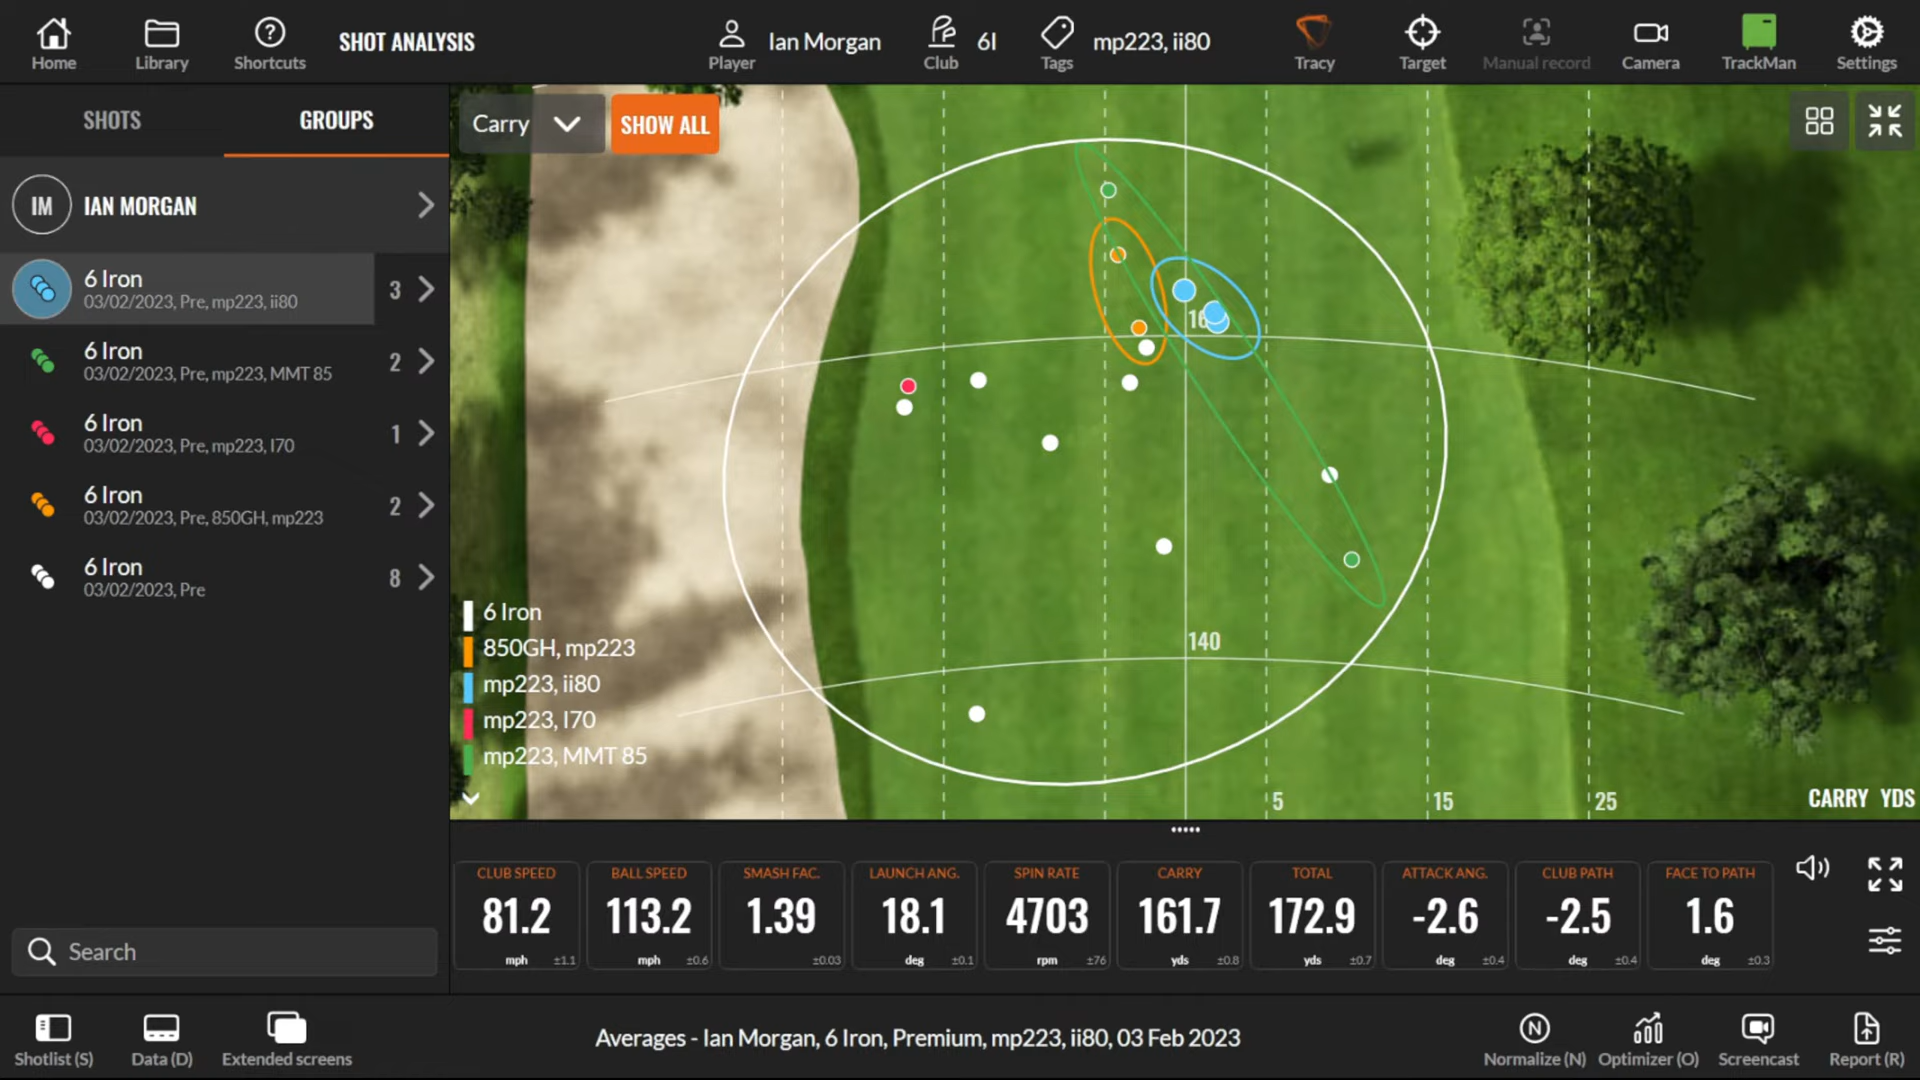 Home
Library
Shortcuts
SHOT ANALYSIS
Player
Ian Morgan
Club
6I
Tags
mp223, ii80
Tracy
Target
Manual record
Camera
TrackMan
Settings
SHOTS
GROUPS
IM
IAN MORGAN
6 Iron
03/02/2023, Pre, mp223, ii80
3
6 Iron
03/02/2023, Pre, mp223, MMT 85
2
6 Iron
03/02/2023, Pre, mp223, I70
1
6 Iron
03/02/2023, Pre, 850GH, mp223
2
6 Iron
03/02/2023, Pre
8
Search
Carry
SHOW ALL
140
5
15
25
CARRY YDS
6 Iron
850GH, mp223
mp223, ii80
mp223, I70
mp223, MMT 85
CLUB SPEED
81.2
mph ±1.1
BALL SPEED
113.2
mph ±0.6
SMASH FAC.
1.39
±0.03
LAUNCH ANG.
18.1
deg ±0.1
SPIN RATE
4703
rpm ±76
CARRY
161.7
yds ±0.8
TOTAL
172.9
yds ±0.7
ATTACK ANG.
-2.6
deg ±0.4
CLUB PATH
-2.5
deg ±0.4
FACE TO PATH
1.6
deg ±0.3
Shotlist (S)
Data (D)
Extended screens
Averages - Ian Morgan, 6 Iron, Premium, mp223, ii80, 03 Feb 2023
N
Normalize (N)
Optimizer (O)
Screencast
Report (R)